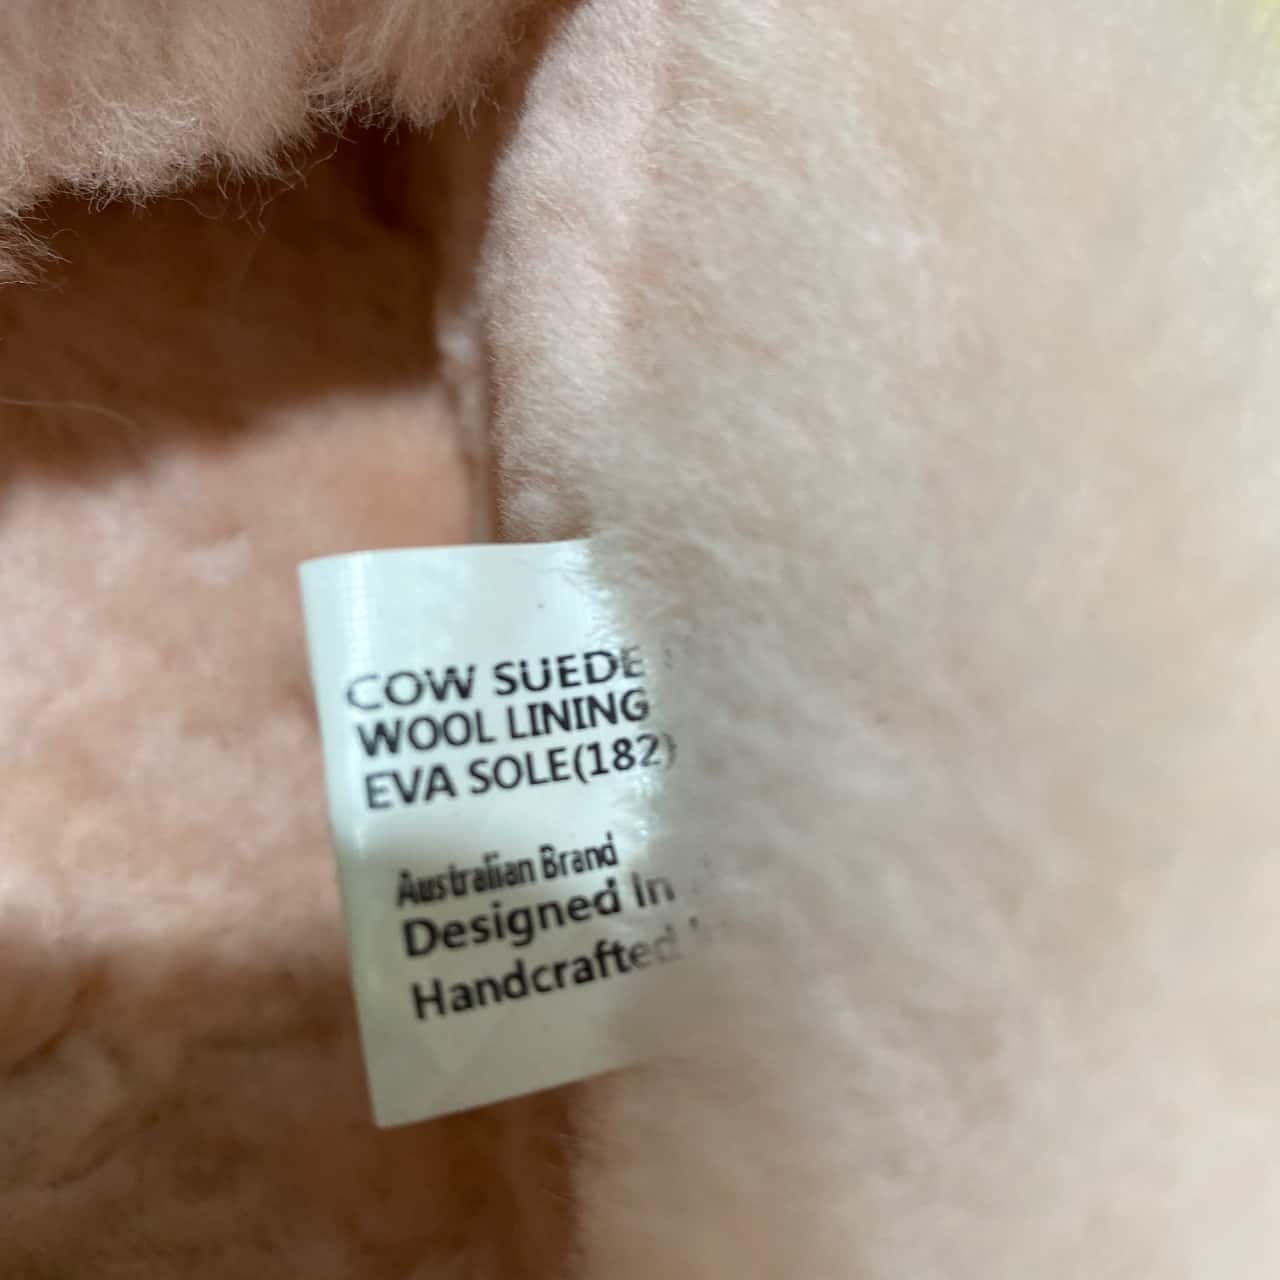 COW SUEDE
WOOL LINING
EVA SOLE(182)
Australian Brand
Designed In
Handcrafted